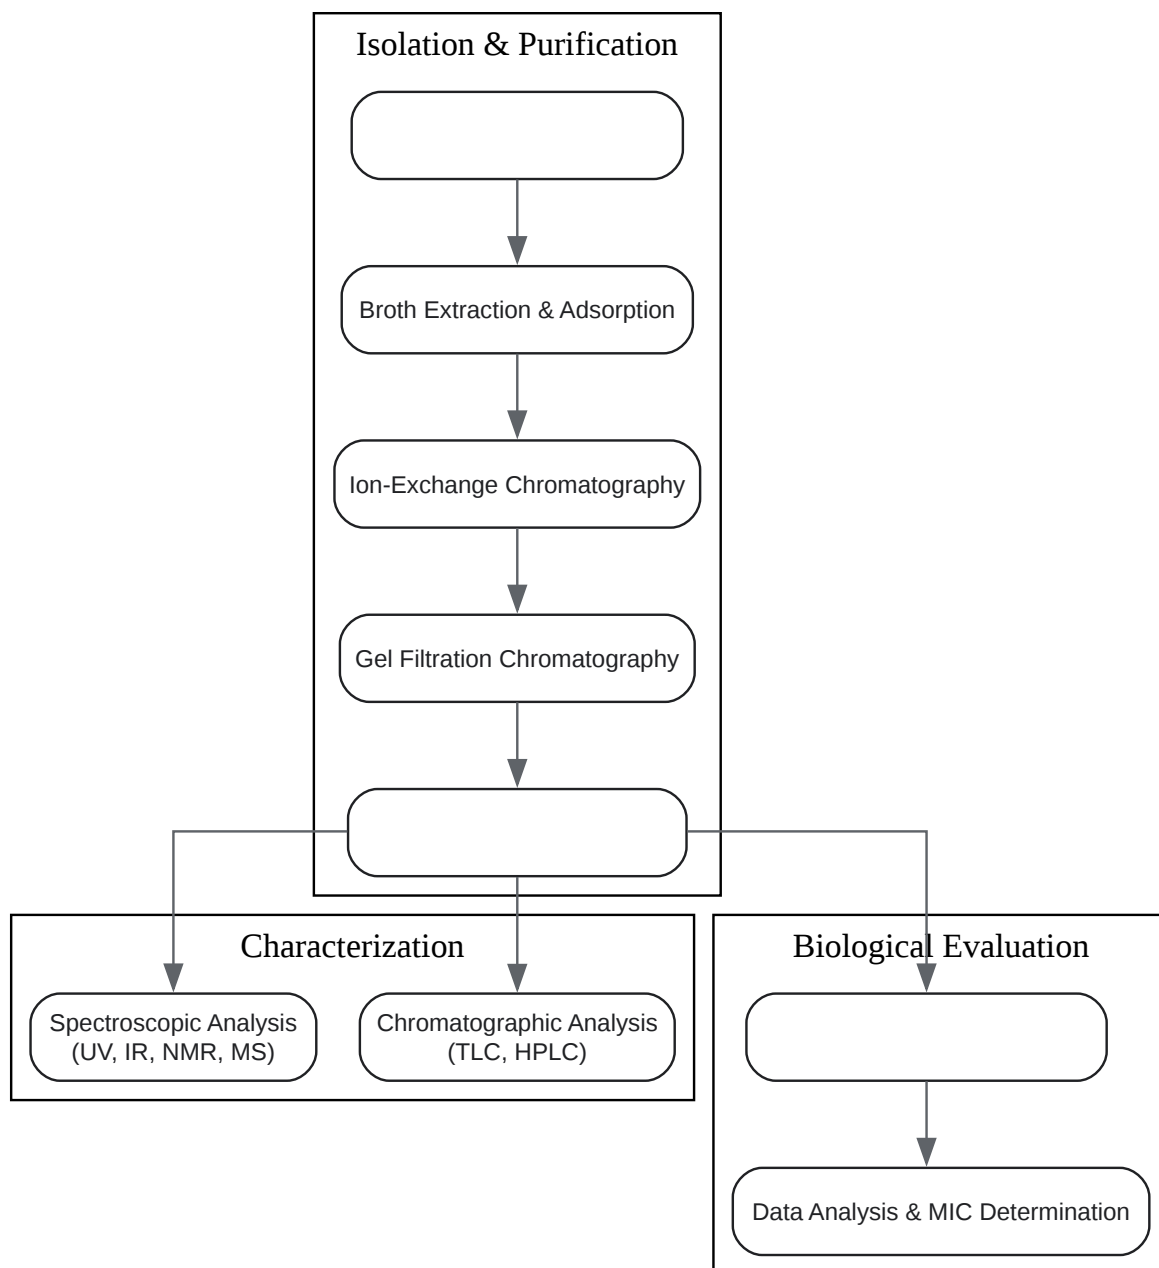 Isolation & Purification
Broth Extraction & Adsorption
Ion-Exchange Chromatography
Gel Filtration Chromatography
Characterization
Biological Evaluation
Spectroscopic Analysis
(UV, IR, NMR, MS)
Chromatographic Analysis
(TLC, HPLC)
Data Analysis & MIC Determination